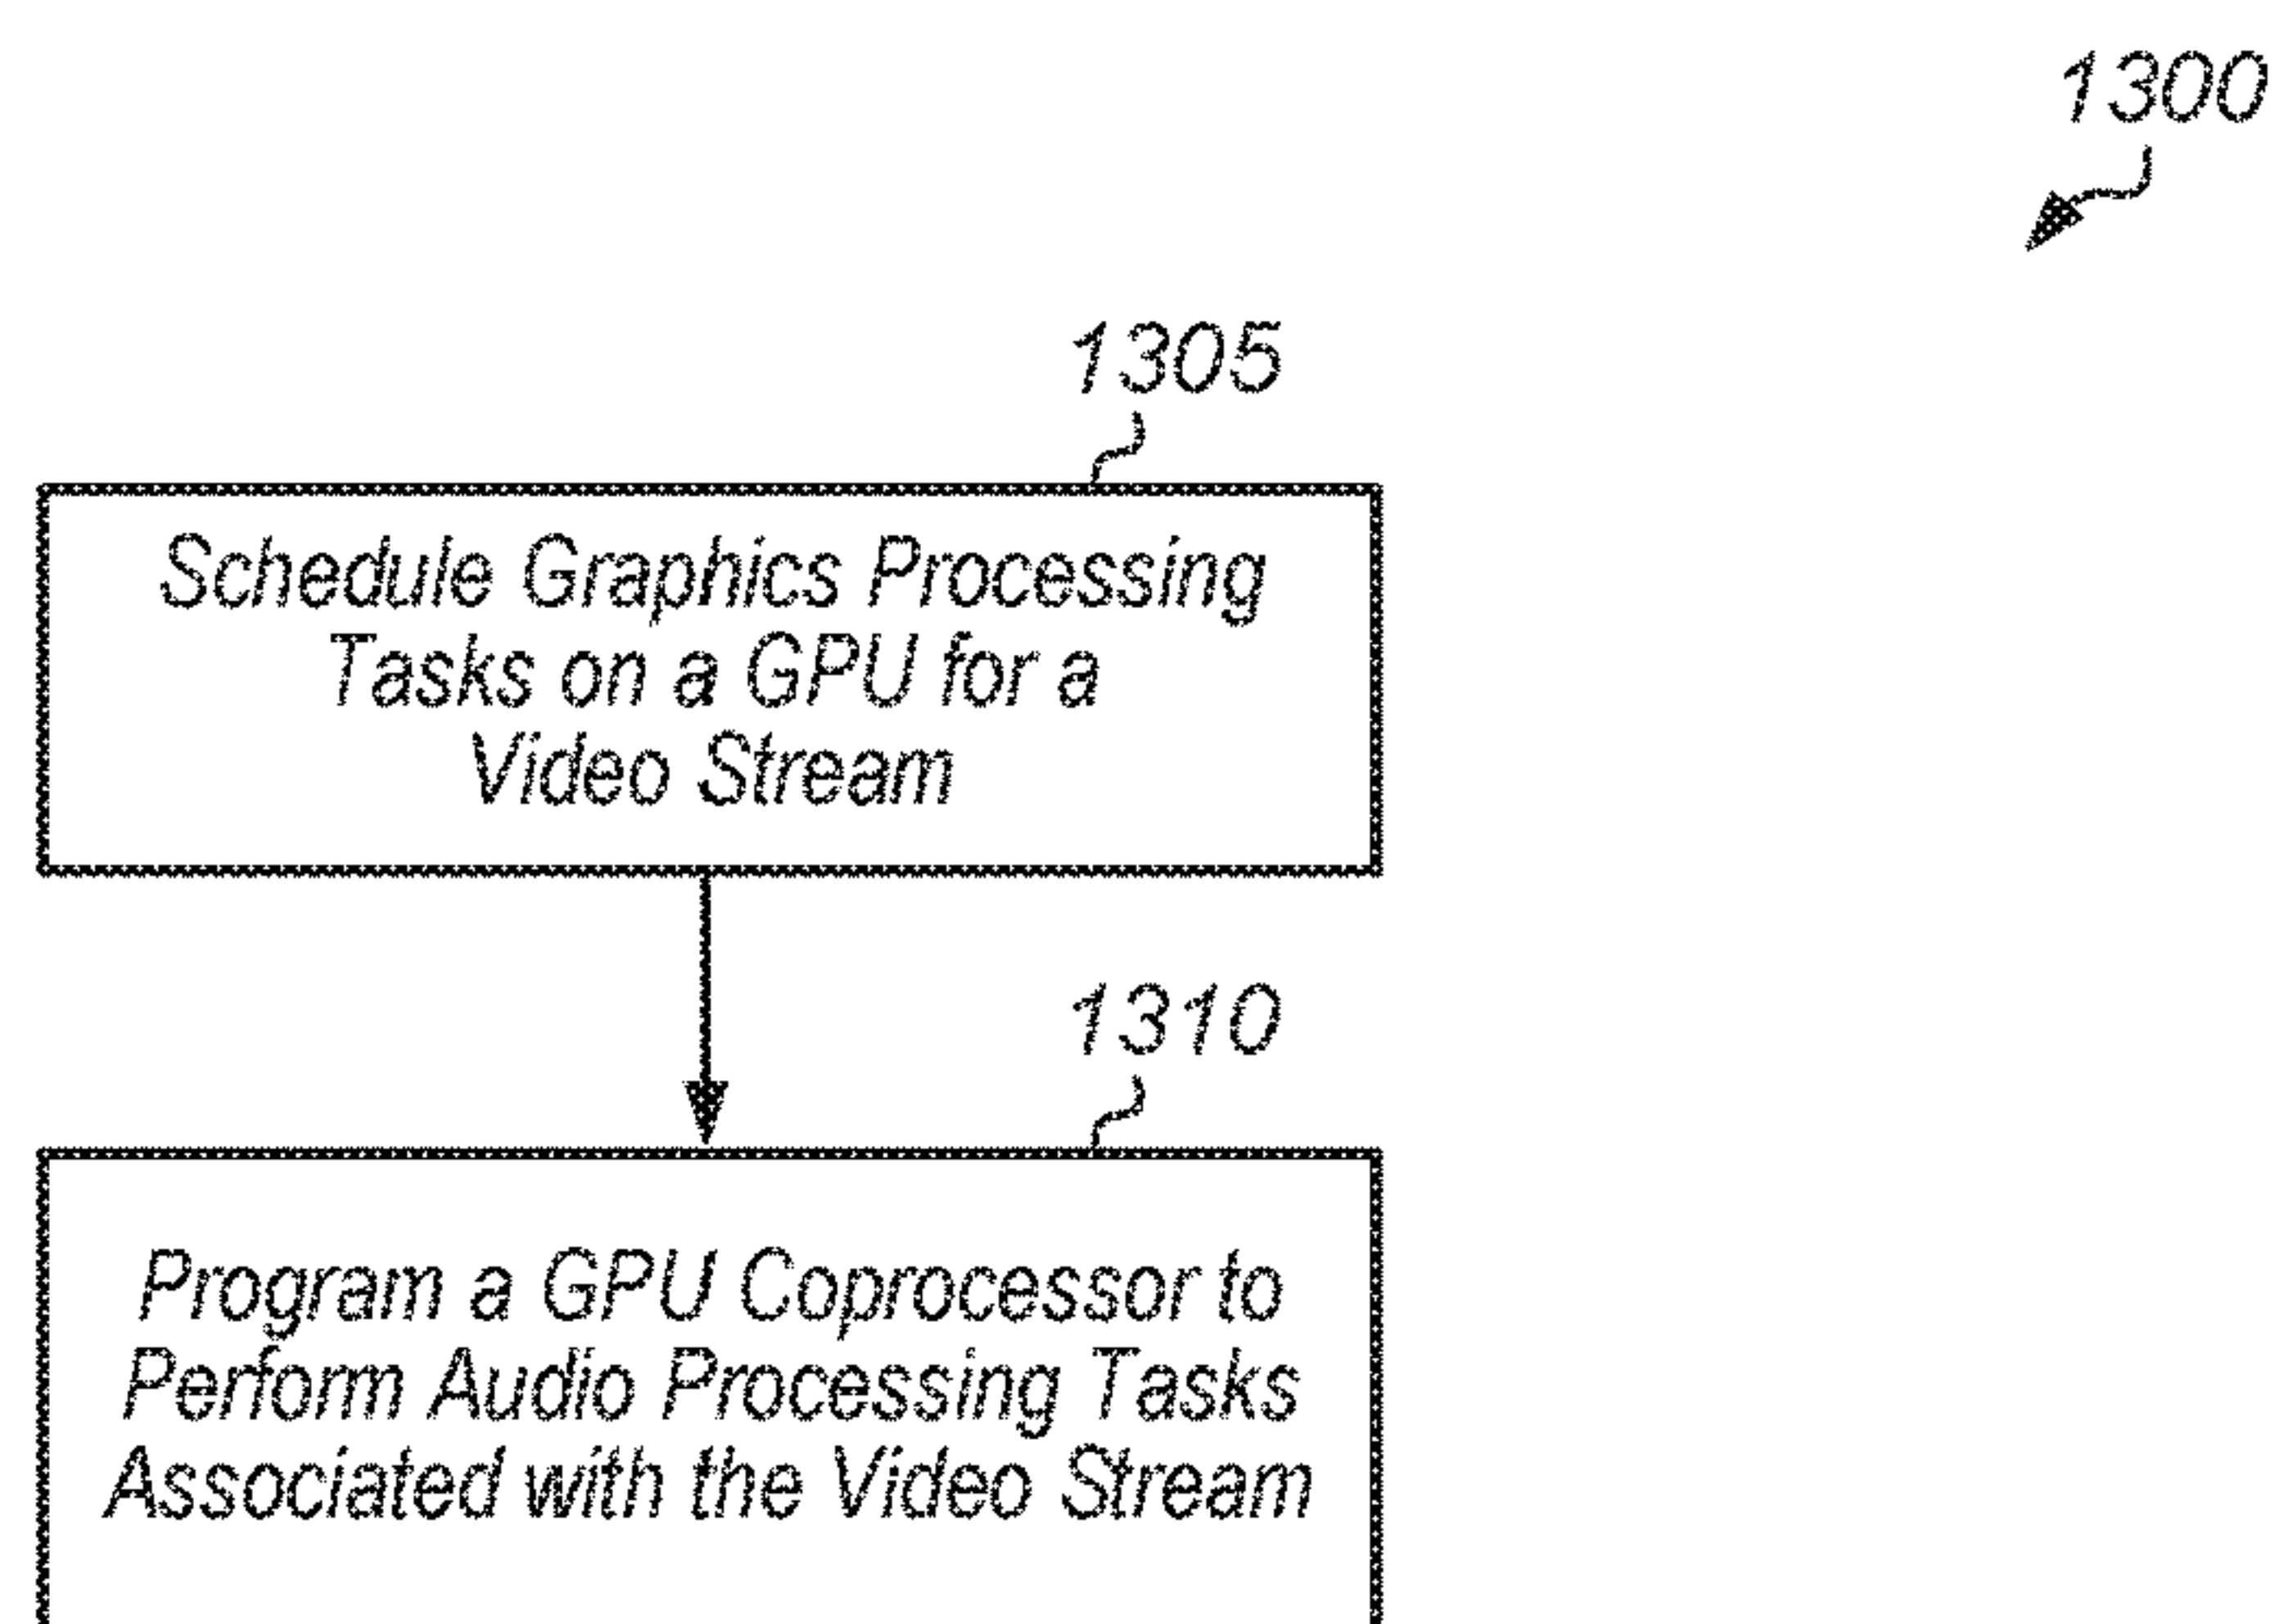 1300
1305
Schedule Graphics Processing
Tasks on a GPU for a
Video Stream
1310
Program a GPU Coprocessor to
Perform Audio Processing Tasks
Associated with the Video Stream